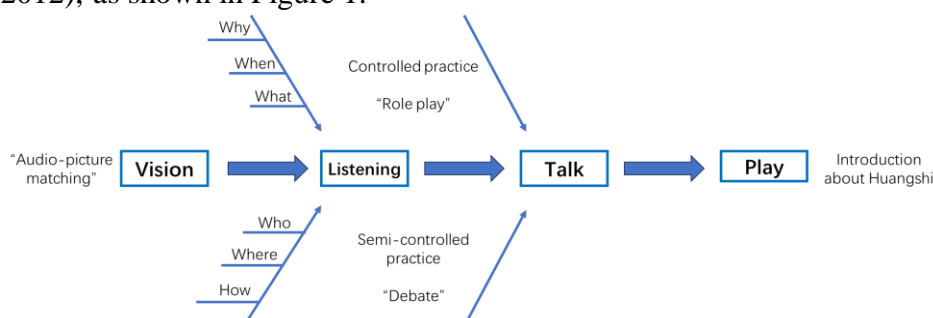 2012), as shown in Figure 1.
Why
When
What
Controlled practice
“Role play”
“Audio-picture
matching”
Vision
Listening
Talk
Play
Introduction
about Huangshi
Who
Where
How
Semi-controlled
practice
“Debate”